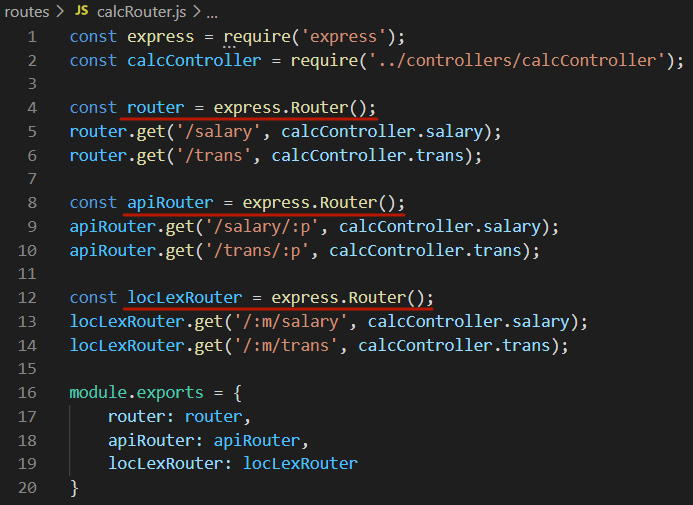 routes > JS calcRouter.js > ...
1 const express = require('express');
2 const calcController = require('../controllers/calcController');
3
4 const router = express.Router();
5 router.get('/salary', calcController.salary);
6 router.get('/trans', calcController.trans);
7
8 const apiRouter = express.Router();
9 apiRouter.get('/salary/:p', calcController.salary);
10 apiRouter.get('/trans/:p', calcController.trans);
11
12 const locLexRouter = express.Router();
13 locLexRouter.get('/:m/salary', calcController.salary);
14 locLexRouter.get('/:m/trans', calcController.trans);
15
16 module.exports = {
17     router: router,
18     apiRouter: apiRouter,
19     locLexRouter: locLexRouter
20 }